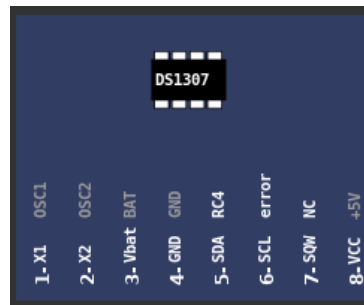 DS1307
1-X1 OSC1
2-X2 OSC2
3-Vbat BAT
4-GND GND
5-SDA RC4
6-SCL error
7-SQW NC
8-VCC +5V